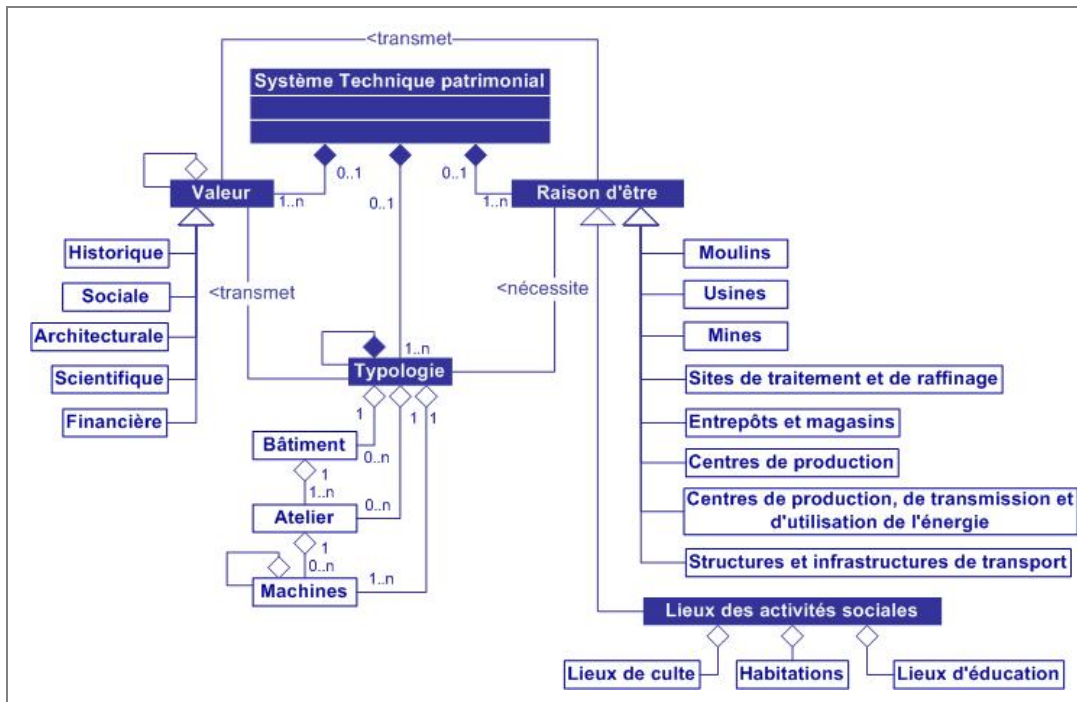 <transmet
Système Technique patrimonial
0..1
0..1
0..1
Valeur
1..n
1..n
Raison d'être
Historique
Sociale
Architecturale
Scientifique
Financière
<transmet
<nécessite
Moulins
Usines
Mines
Sites de traitement et de raffinage
Entrepôts et magasins
Centres de production
Centres de production, de transmission et
d'utilisation de l'énergie
Structures et infrastructures de transport
1..n
Typologie
1
1
1
Bâtiment
0..n
1
1..n
Atelier
0..n
1
0..n
Machines
1..n
Lieux des activités sociales
Lieux de culte
Habitations
Lieux d'éducation